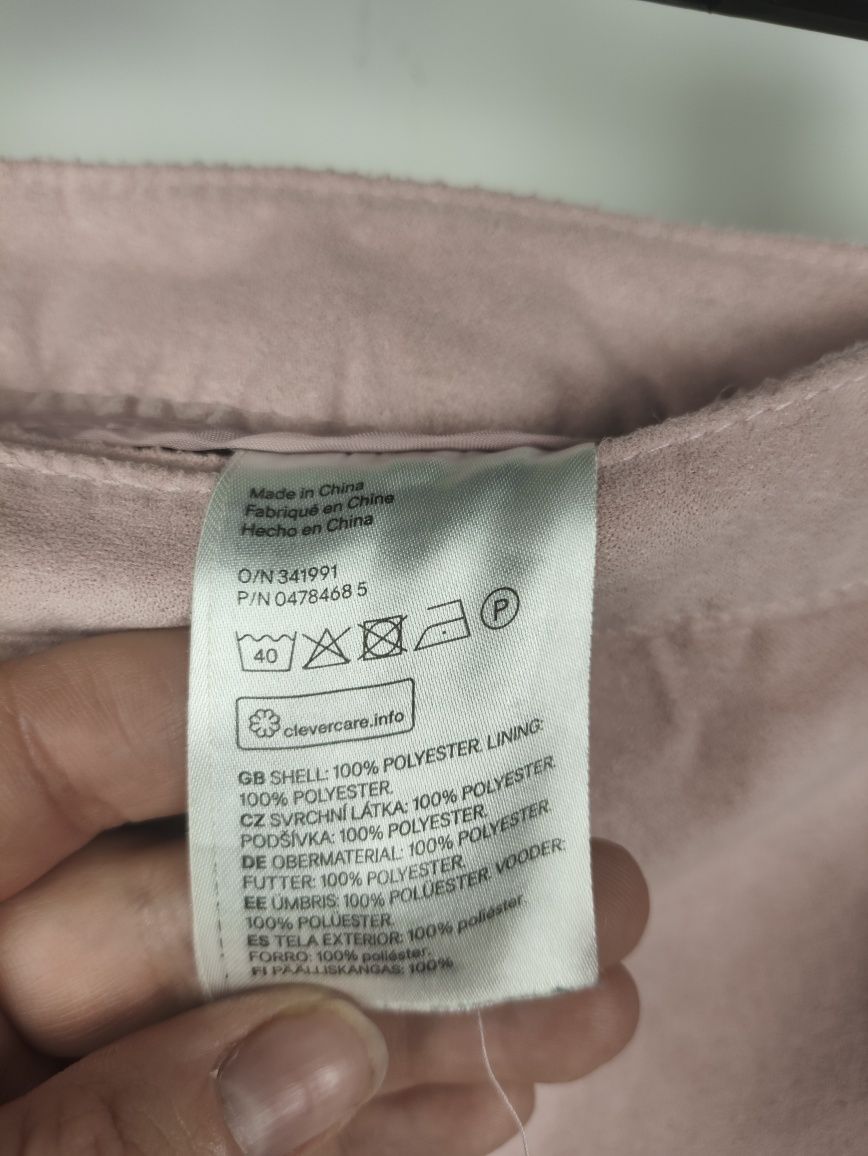 Made in China
Fabriqué en Chine
Hecho en China
O/N 341991
P/N 0478468 5
40
P
clevercare.info
GB SHELL: 100% POLYESTER. LINING:
100% POLYESTER.
CZ SVRCHNÍ LÁTKA: 100% POLYESTER.
PODŠÍVKA: 100% POLYESTER.
DE OBERMATERIAL: 100% POLYESTER.
FUTTER: 100% POLYESTER.
EE ÜMBRIS: 100% POLÜESTER. VOODER:
100% POLÜESTER.
ES TELA EXTERIOR: 100% poliéster.
FORRO: 100% poliéster.
FI PÄÄLLISKANGAS: 100%